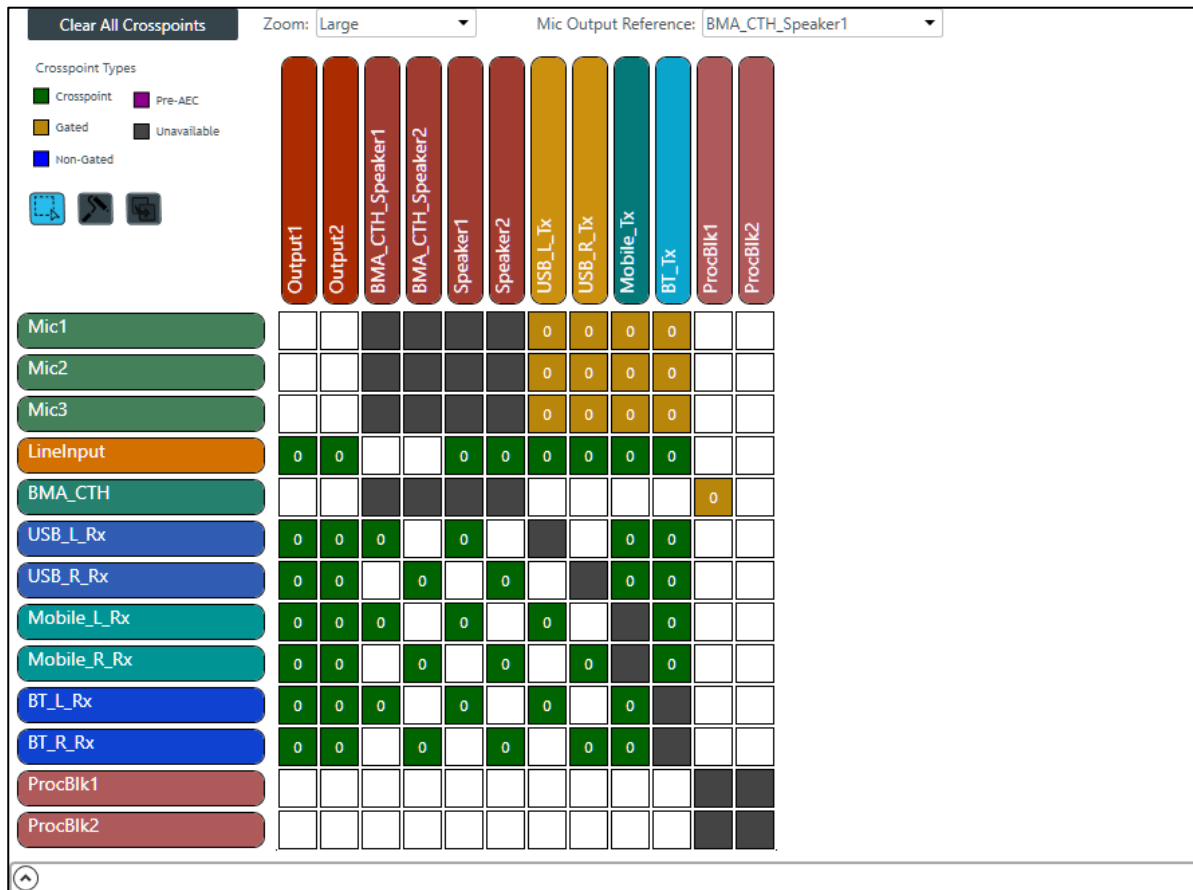 Clear All Crosspoints Zoom: Large Mic Output Reference: BMA_CTH_Speaker1
Crosspoint Types
Crosspoint Pre-AEC
Gated Unavailable
Non-Gated
Output1 Output2 BMA_CTH_Speaker1 BMA_CTH_Speaker2 Speaker1 Speaker2 USB_L_Tx USB_R_Tx Mobile_Tx BT_Tx ProcBlk1 ProcBlk2
Mic1 0 0 0 0
Mic2 0 0 0 0
Mic3 0 0 0 0
LineInput 0 0 0 0 0 0 0 0
BMA_CTH 0
USB_L_Rx 0 0 0 0 0 0
USB_R_Rx 0 0 0 0 0 0
Mobile_L_Rx 0 0 0 0 0 0
Mobile_R_Rx 0 0 0 0 0 0
BT_L_Rx 0 0 0 0 0 0
BT_R_Rx 0 0 0 0 0 0
ProcBlk1
ProcBlk2